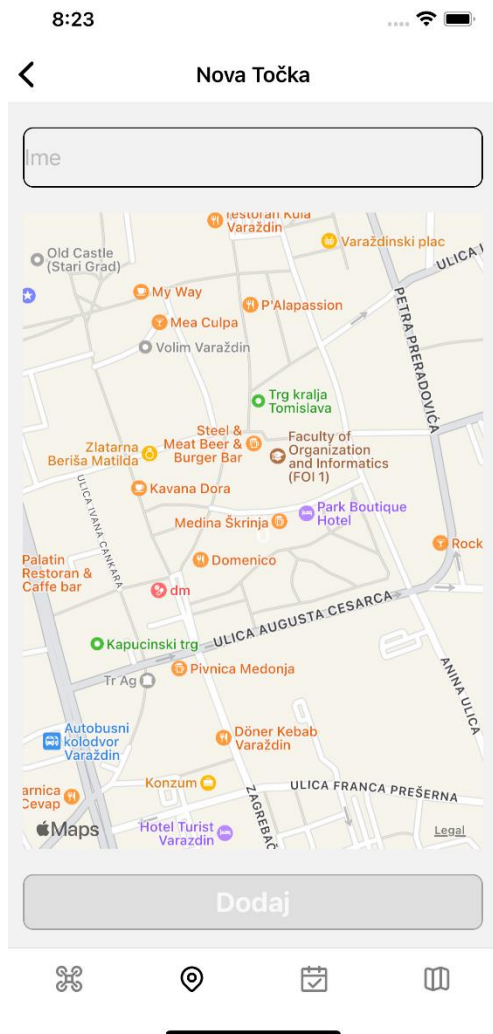 8:23
Nova Točka
Ime
restoran Kula
Varaždin
Varaždinski plac
Old Castle
(Stari Grad)
ULICA
My Way
P'Alapassion
PETRA PRERADOVIĆA
Mea Culpa
Volim Varaždin
Trg kralja
Tomislava
Steel &
Meat Beer &
Burger Bar
Faculty of
Organization
and Informatics
(FOI 1)
Zlatarna
Beriša Matilda
Kavana Dora
ULICA IVANA CANKARA
Park Boutique
Hotel
Medina Škrinja
Rock
Domenico
Palatin
Restoran &
Caffe bar
dm
ULICA AUGUSTA CESARCA
Kapucinski trg
Pivnica Medonja
Tr Ag
ANINA ULICA
Autobusni
kolodvor
Varaždin
Döner Kebab
Varaždin
Konzum
ULICA FRANCA PREŠERNA
arnica
Cevap
ZAGREBAČ
Maps
Hotel Turist
Varazdin
Legal
Dodaj